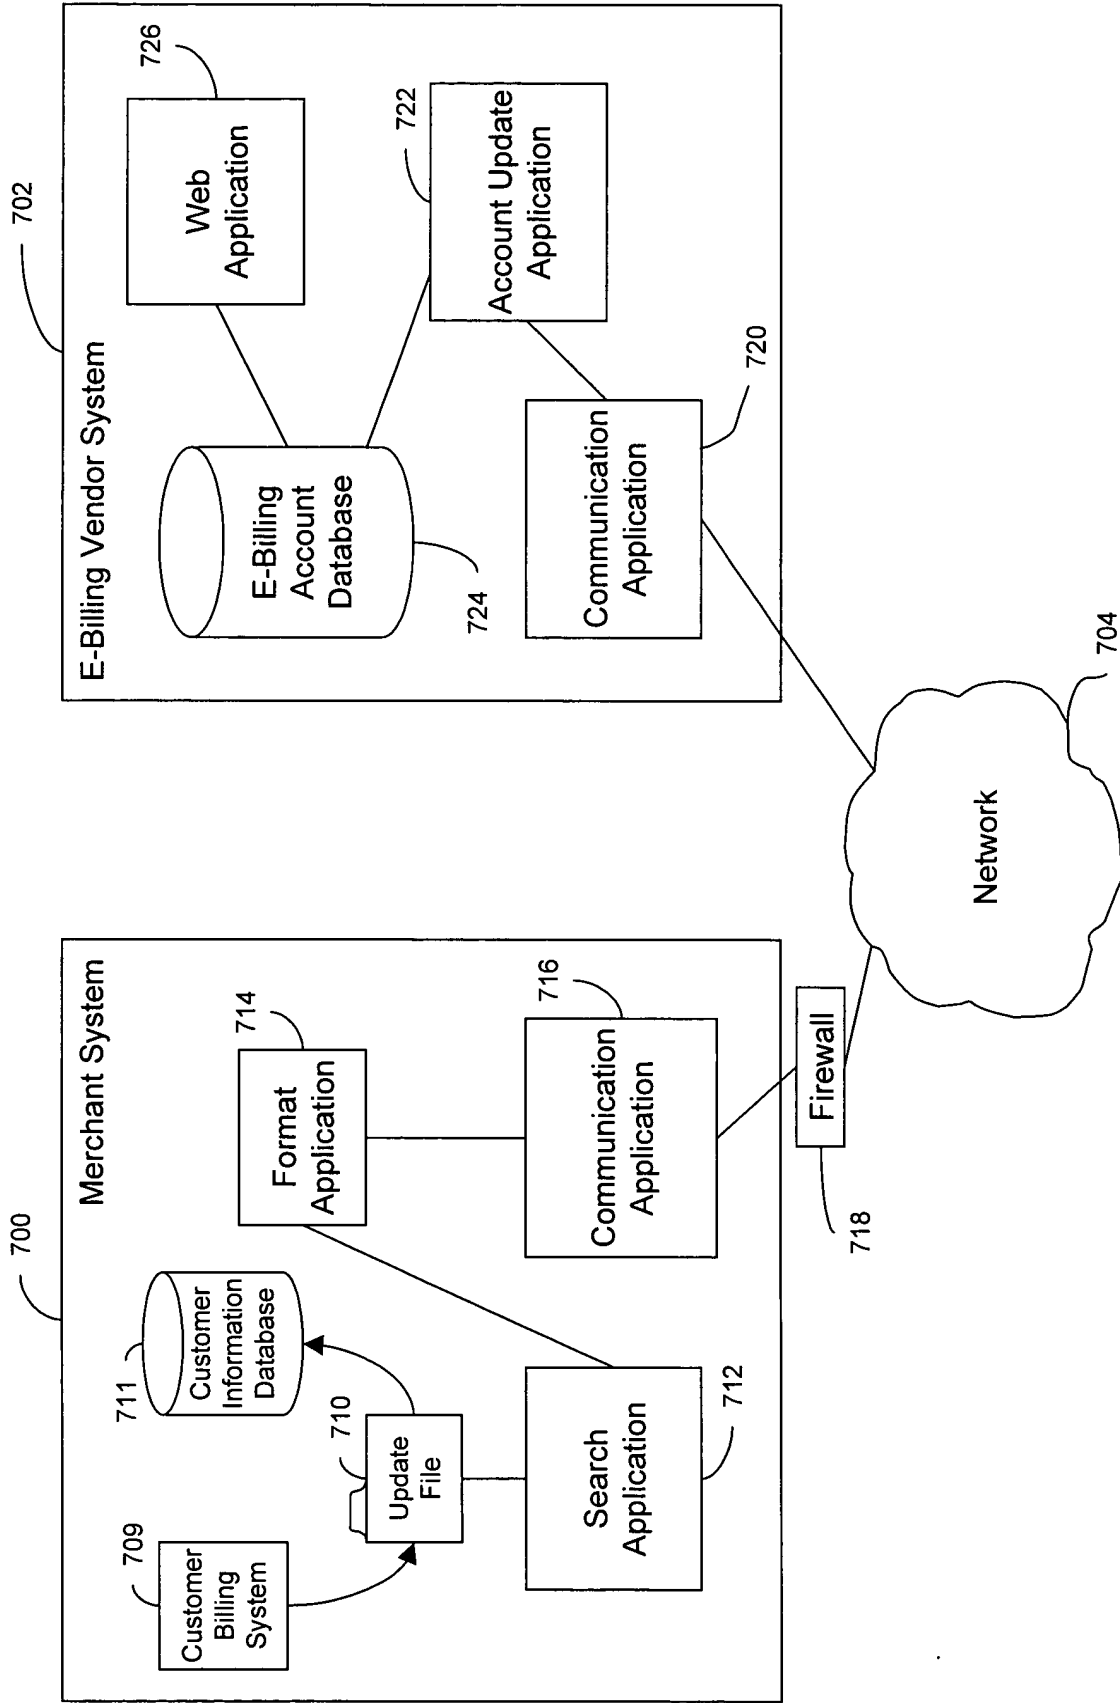 700
Merchant System
709
Customer
Billing
System
710
Update
File
711
Customer
Information
Database
712
Search
Application
714
Format
Application
716
Communication
Application
Firewall
718
Network
704
702
E-Billing Vendor System
E-Billing
Account
Database
724
Web
Application
726
722
Account Update
Application
Communication
Application
720